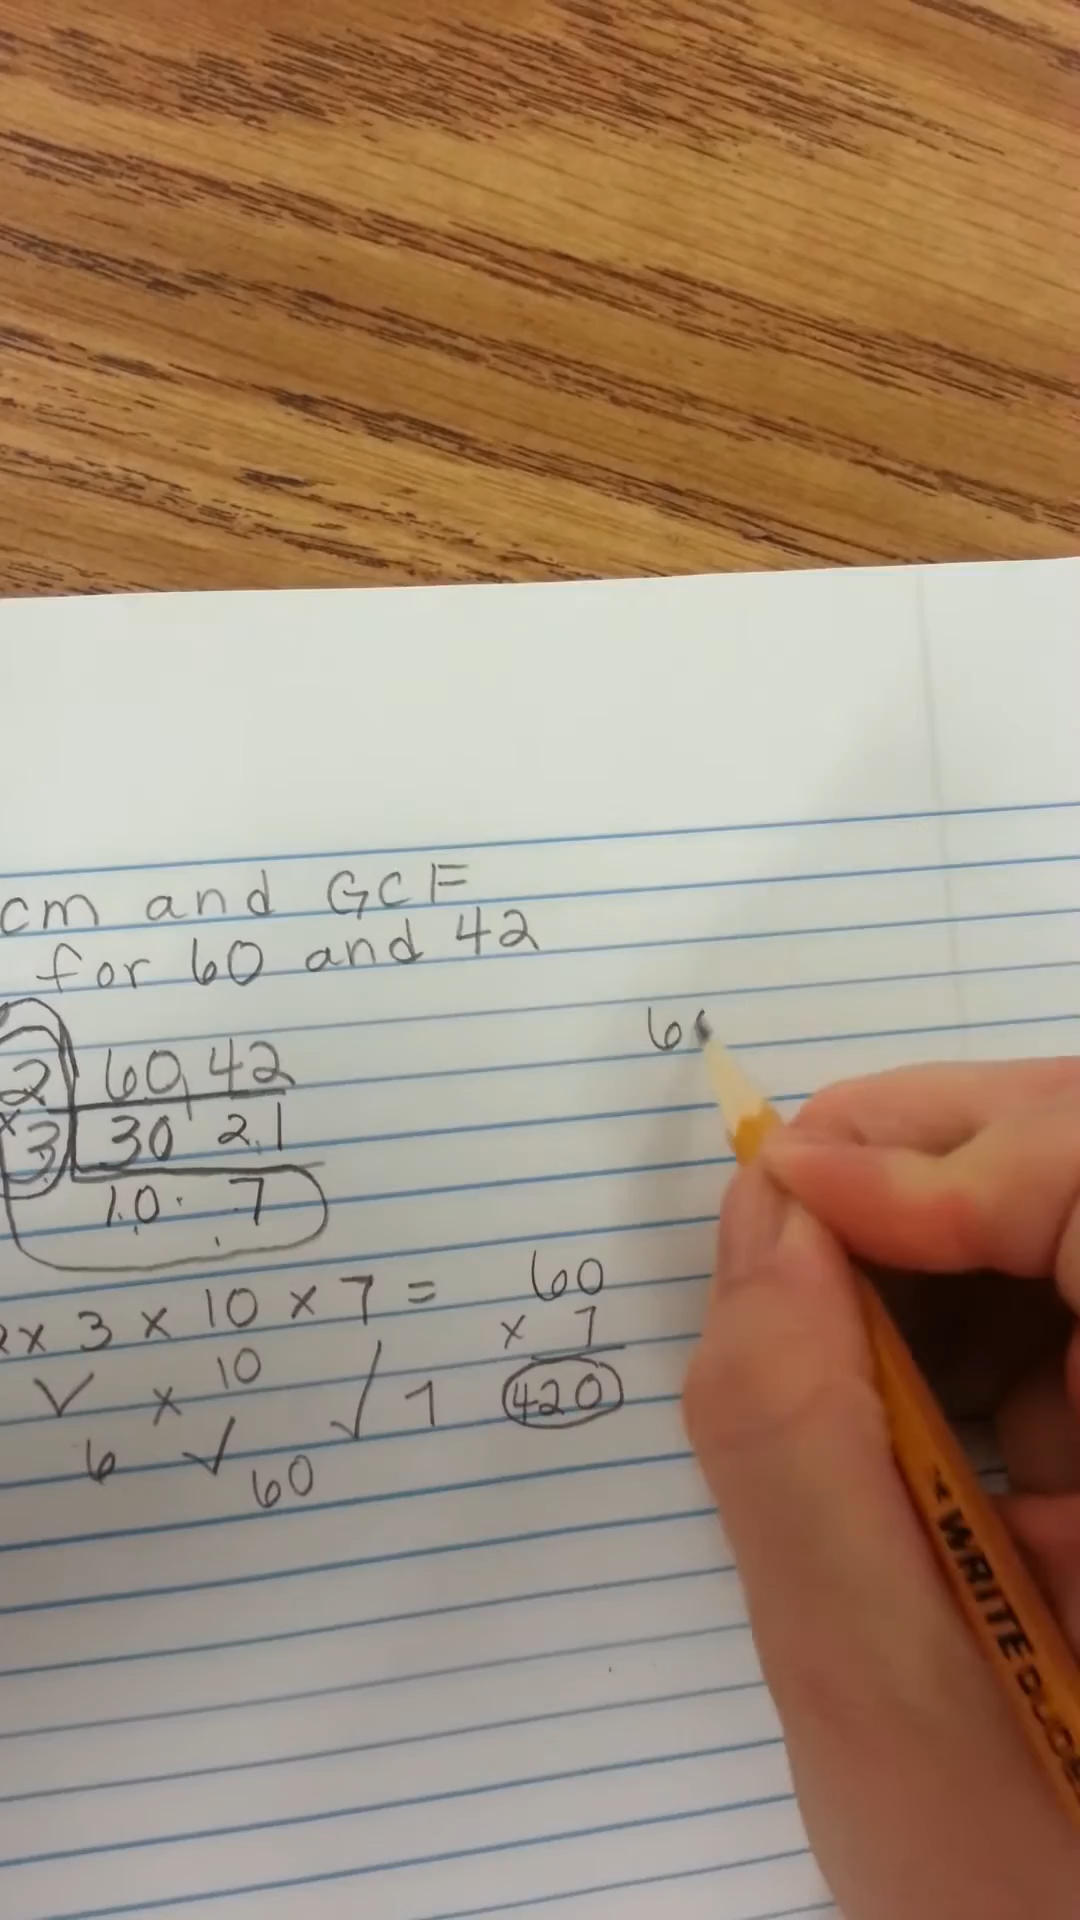 cm and GCF
for 60 and 42
2 60, 42
x 3 30 21
10 7
x 3 x 10 x 7 = 60
x 7
420
x 10 7
6 60
6
WRITE